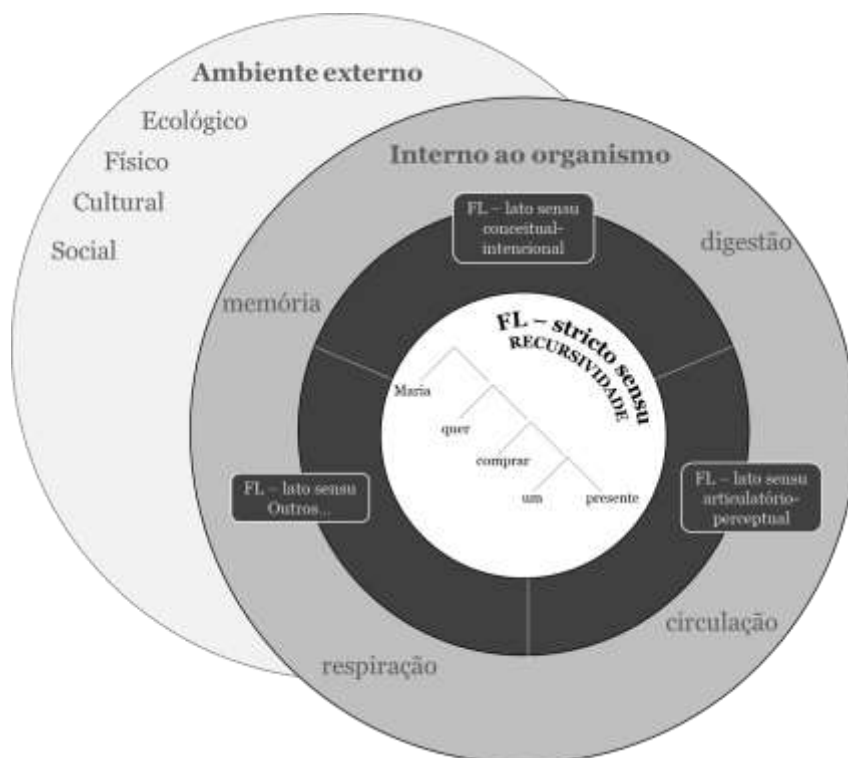 Ambiente externo
Ecológico
Físico
Cultural
Social
Interno ao organismo
FL – lato sensu
conceitual-
intencional
digestão
memória
FL – stricto sensu
RECURSIVIDADE
Maria
quer
comprar
um
presente
FL – lato sensu
Outros...
FL – lato sensu
articulatório-
perceptual
circulação
respiração